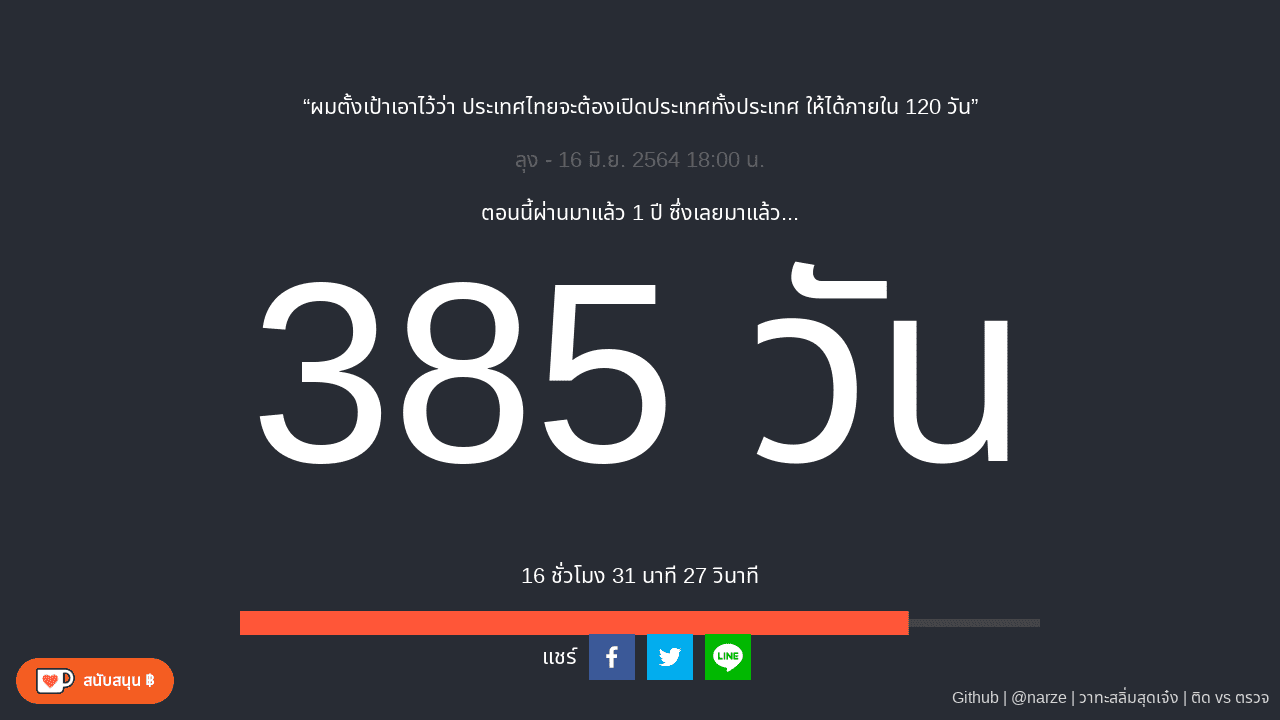 “ผมตั้งเป้าเอาไว้ว่า ประเทศไทยจะต้องเปิดประเทศทั้งประเทศ ให้ได้ภายใน 120 วัน”
ลุง - 16 มิ.ย. 2564 18:00 น.
ตอนนี้ผ่านมาแล้ว 1 ปี ซึ่งเลยมาแล้ว...
385 วัน
16 ชั่วโมง 31 นาที 27 วินาที
แชร์
LINE
สนับสนุน ฿
Github | @narze | วาทะสลิ่มสุดเจ๋ง | ติด vs ตรวจ